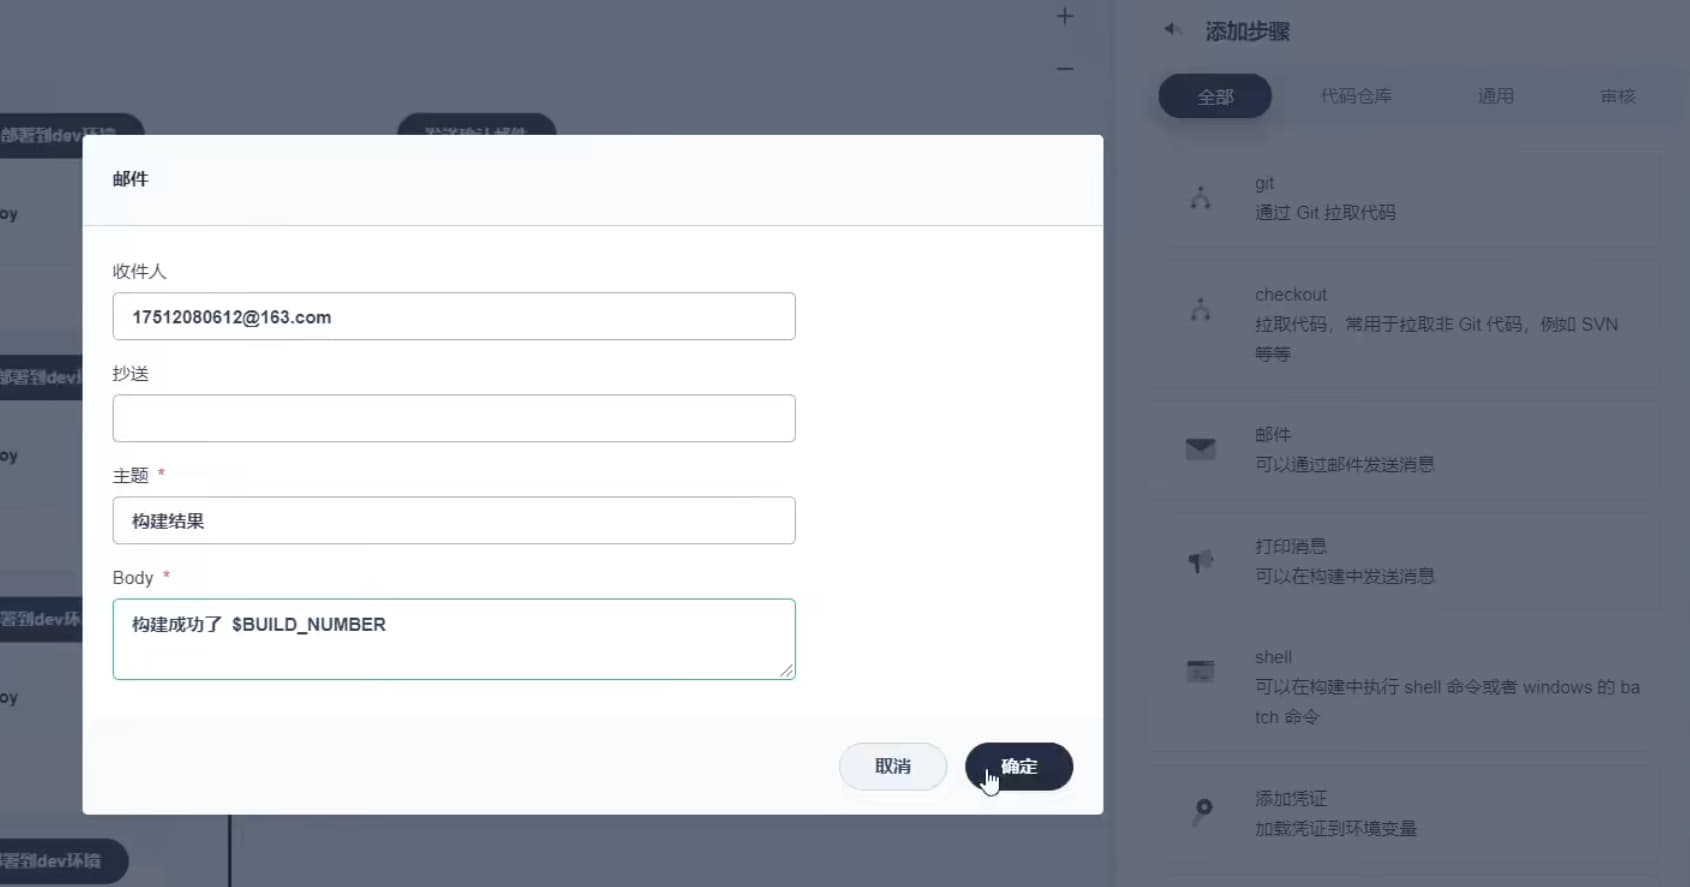 添加步骤
全部
代码仓库
通用
审核
部署到dev环境
发送确认邮件
oy
部署到dev
oy
署到dev环
oy
署到dev环境
邮件
收件人
17512080612@163.com
抄送
主题 *
构建结果
Body *
构建成功了 $BUILD_NUMBER
取消
确定
git
通过 Git 拉取代码
checkout
拉取代码，常用于拉取非 Git 代码，例如 SVN
等等
邮件
可以通过邮件发送消息
打印消息
可以在构建中发送消息
shell
可以在构建中执行 shell 命令或者 windows 的 ba
tch 命令
添加凭证
加载凭证到环境变量